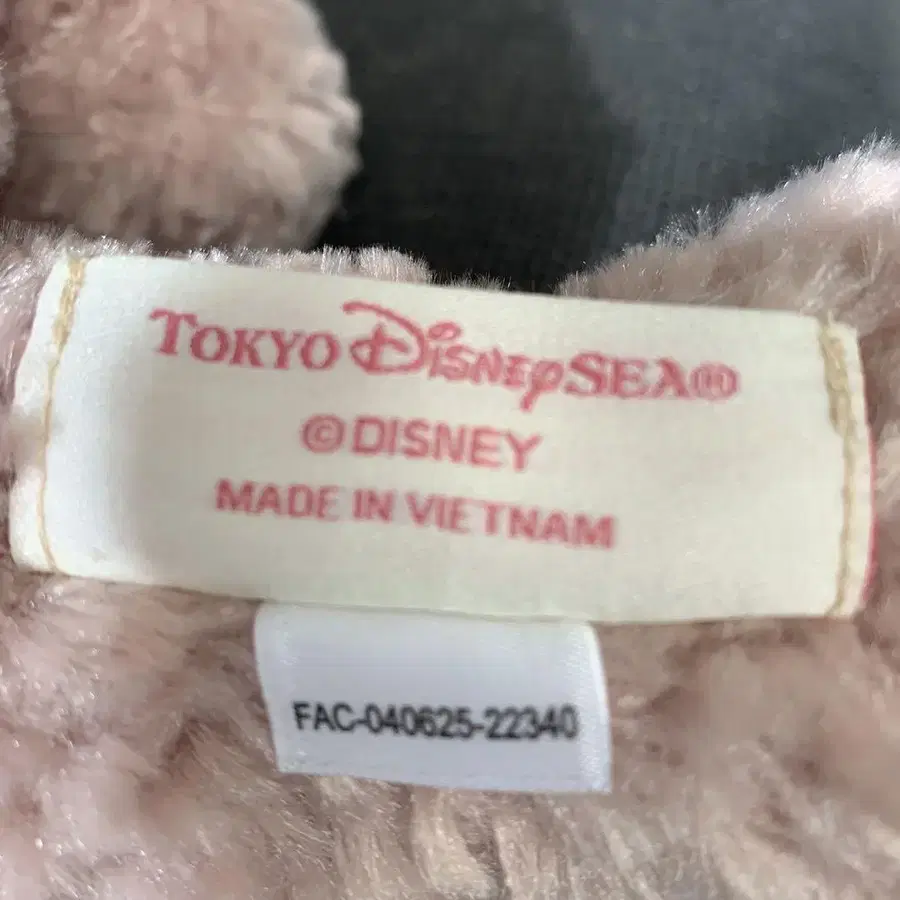 TOKYO DISNEYSEA®
©DISNEY
MADE IN VIETNAM
FAC-040625-22340